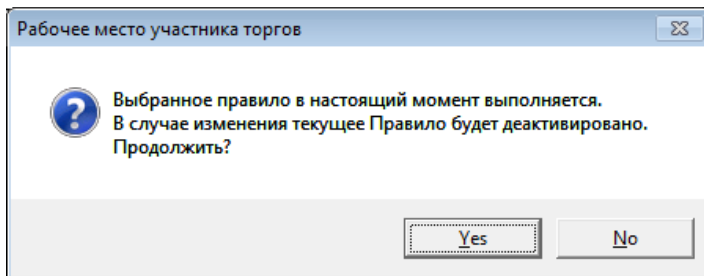 Рабочее место участника торгов
Выбранное правило в настоящий момент выполняется.
В случае изменения текущее Правило будет деактивировано.
Продолжить?
Yes
No